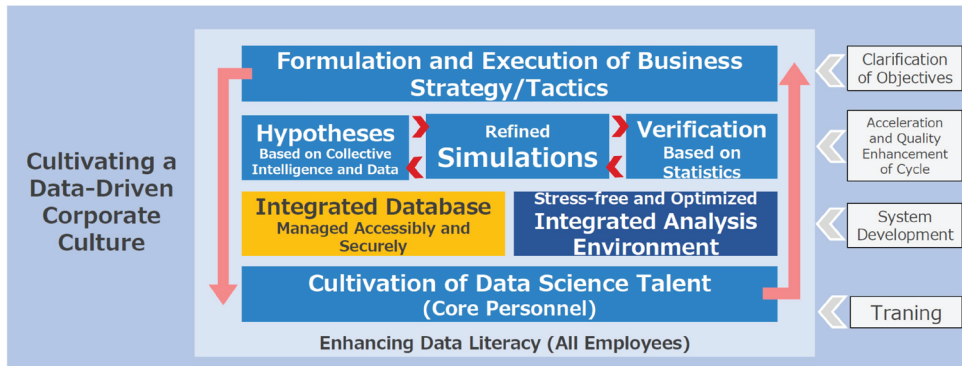 Cultivating a
Data-Driven
Corporate
Culture
Formulation and Execution of Business
Strategy/Tactics
Hypotheses
Based on Collective
Intelligence and Data
Refined
Simulations
Verification
Based on
Statistics
Integrated Database
Managed Accessibly and
Securely
Stress-free and Optimized
Integrated Analysis
Environment
Cultivation of Data Science Talent
(Core Personnel)
Enhancing Data Literacy (All Employees)
Clarification
of Objectives
Acceleration
and Quality
Enhancement
of Cycle
System
Development
Traning